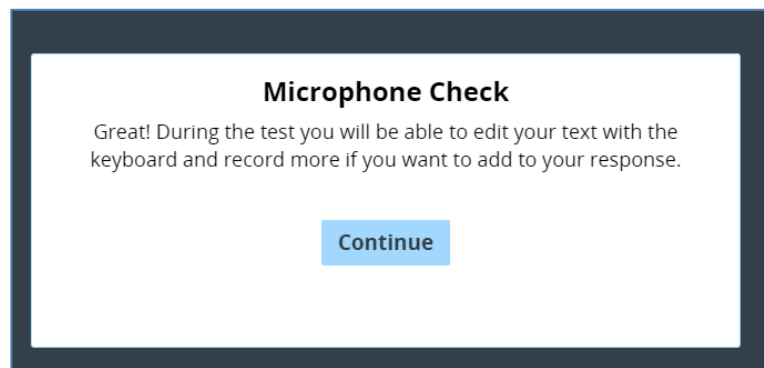 Microphone Check
Great! During the test you will be able to edit your text with the
keyboard and record more if you want to add to your response.
Continue